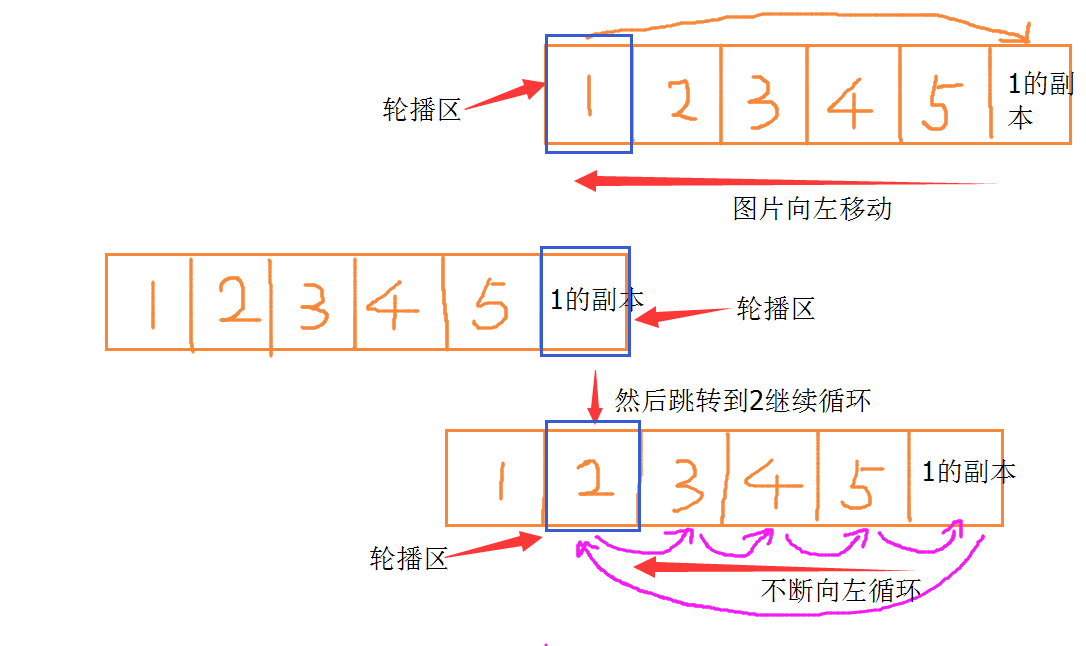 轮播区
1 2 3 4 5 1的副
本
图片向左移动
1 2 3 4 5 1的副本
轮播区
然后跳转到2继续循环
1 2 3 4 5 1的副本
轮播区
不断向左循环